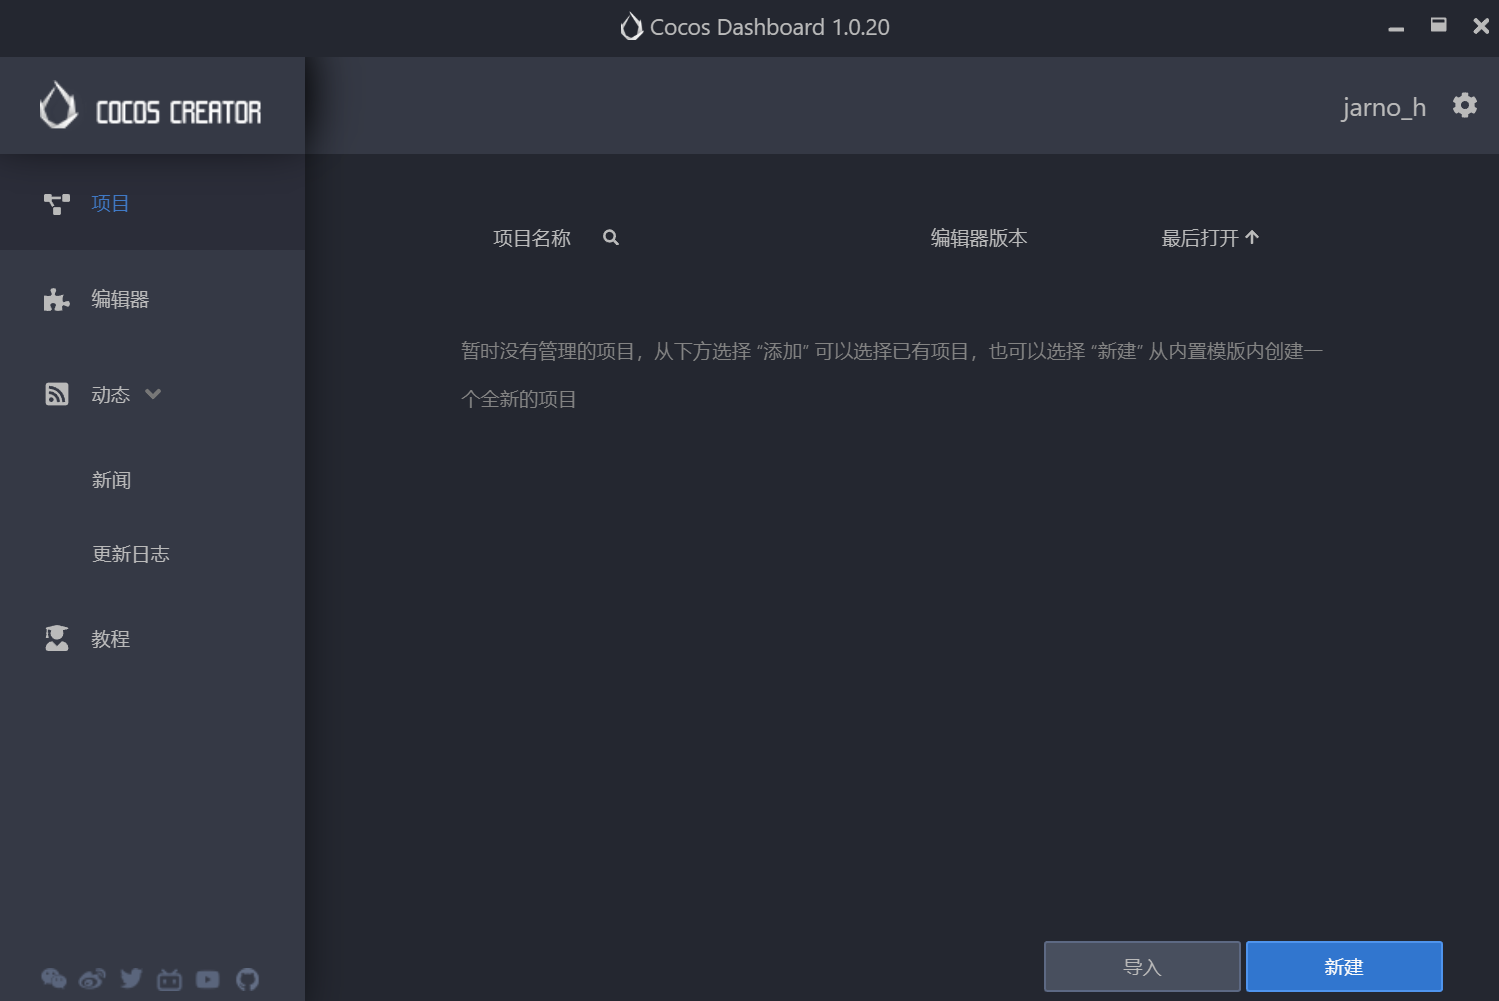 Cocos Dashboard 1.0.20
COCOS CREATOR
jarno_h
项目
编辑器
动态
新闻
更新日志
教程
项目名称
编辑器版本
最后打开
暂时没有管理的项目，从下方选择 “添加” 可以选择已有项目，也可以选择 “新建” 从内置模版内创建一
个全新的项目
导入
新建